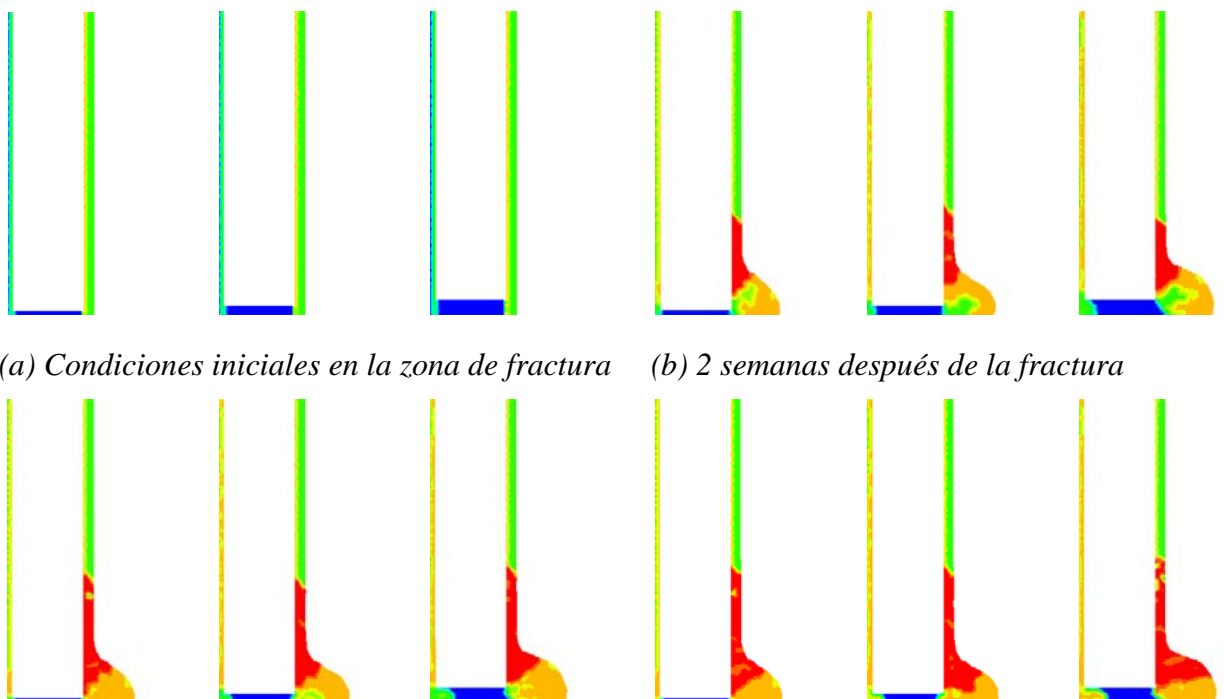 (a) Condiciones iniciales en la zona de fractura
(b) 2 semanas después de la fractura